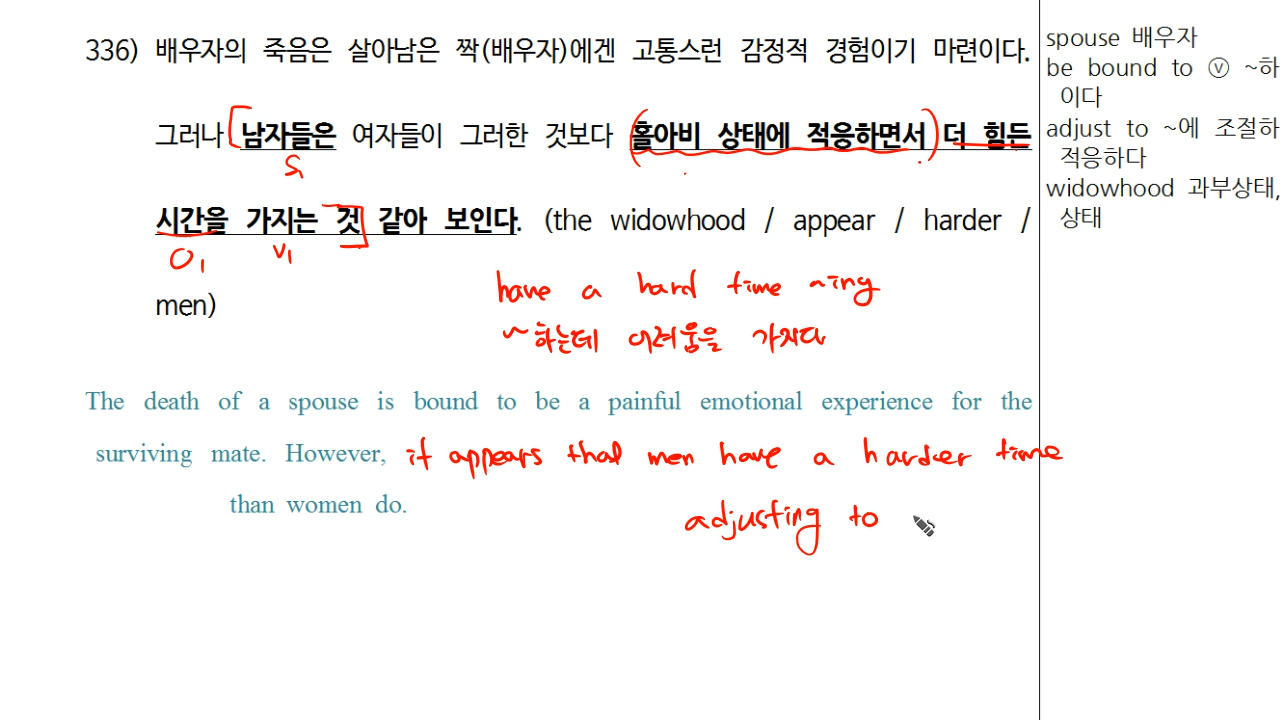 336) 배우자의 죽음은 살아남은 짝(배우자)에겐 고통스런 감정적 경험이기 마련이다.
그러나 남자들은 여자들이 그러한 것보다 홀아비 상태에 적응하면서 더 힘든
S₁
시간을 가지는 것 같아 보인다. (the widowhood / appear / harder /
O₁ V₁
men)
have a hard time ~ing
~하는데 어려움을 가지다
The death of a spouse is bound to be a painful emotional experience for the
surviving mate. However, it appears that men have a harder time
than women do.
adjusting to
spouse 배우자
be bound to ⓥ ~하
이다
adjust to ~에 조절하
적응하다
widowhood 과부상태,
상태